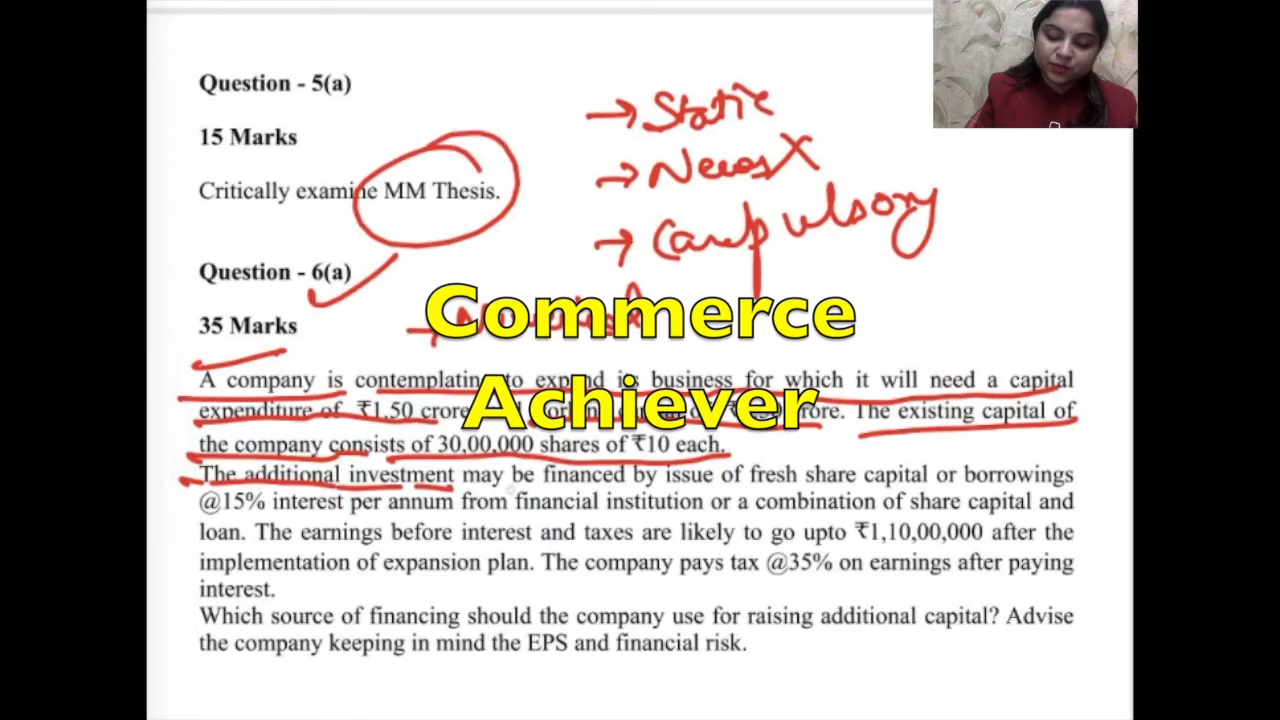 Question - 5(a)
→ Static
15 Marks
Critically examine MM Thesis.
Question - 6(a)
35 Marks
Commerce
Achiever
A company is contemplating to expend its business for which it will need a capital
expenditure of ₹1.50 crore The existing capital of
the company consists of 30,00,000 shares of ₹10 each.
The additional investment may be financed by issue of fresh share capital or borrowings
@15% interest per annum from financial institution or a combination of share capital and
loan. The earnings before interest and taxes are likely to go upto ₹1,10,00,000 after the
implementation of expansion plan. The company pays tax @35% on earnings after paying
interest.
Which source of financing should the company use for raising additional capital? Advise
the company keeping in mind the EPS and financial risk.